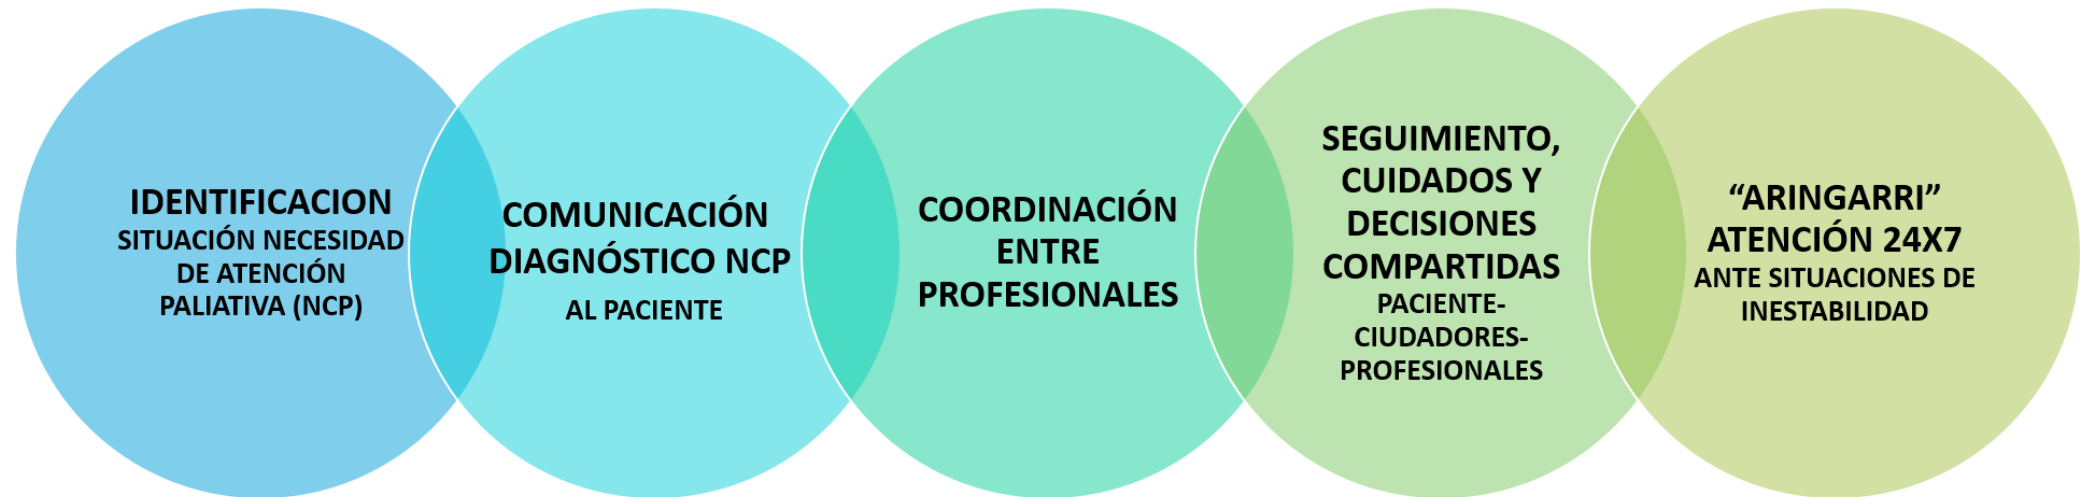 IDENTIFICACION
SITUACIÓN NECESIDAD
DE ATENCIÓN
PALIATIVA (NCP)
COMUNICACIÓN
DIAGNÓSTICO NCP
AL PACIENTE
COORDINACIÓN
ENTRE
PROFESIONALES
SEGUIMIENTO,
CUIDADOS Y
DECISIONES
COMPARTIDAS
PACIENTE-
CIUDADORES-
PROFESIONALES
“ARINGARRI”
ATENCIÓN 24X7
ANTE SITUACIONES DE
INESTABILIDAD